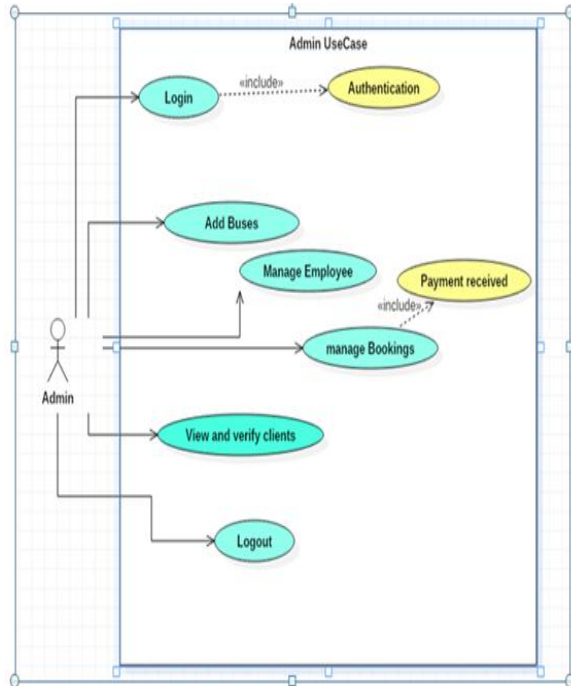 Admin UseCase
Login
«include»
Authentication
Add Buses
Manage Employee
Payment received
«include»
manage Bookings
Admin
View and verify clients
Logout